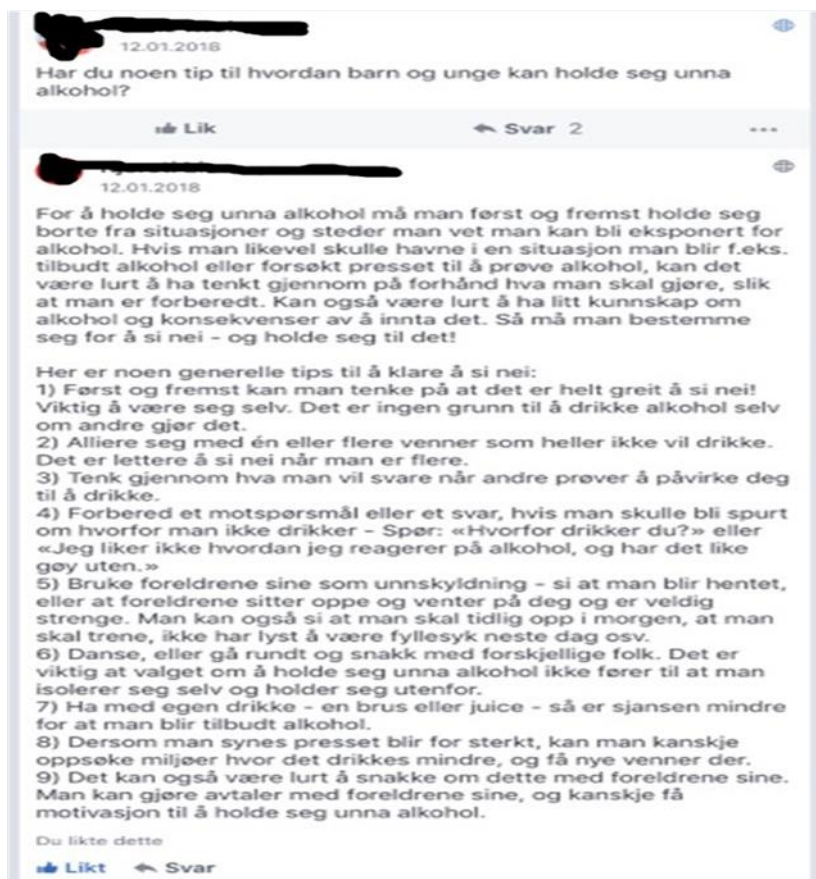 12.01.2018
Har du noen tip til hvordan barn og unge kan holde seg unna
alkohol?
Lik
Svar 2
12.01.2018
For å holde seg unna alkohol må man først og fremst holde seg
borte fra situasjoner og steder man vet man kan bli eksponert for
alkohol. Hvis man likevel skulle havne i en situasjon man blir f.eks.
tilbudt alkohol eller forsøkt presset til å prøve alkohol, kan det
være lurt å ha tenkt gjennom på forhånd hva man skal gjøre, slik
at man er forberedt. Kan også være lurt å ha litt kunnskap om
alkohol og konsekvenser av å innta det. Så må man bestemme
seg for å si nei – og holde seg til det!
Her er noen generelle tips til å klare å si nei:
1) Først og fremst kan man tenke på at det er helt greit å si nei!
Viktig å være seg selv. Det er ingen grunn til å drikke alkohol selv
om andre gjør det.
2) Alliere seg med én eller flere venner som heller ikke vil drikke.
Det er lettere å si nei når man er flere.
3) Tenk gjennom hva man vil svare når andre prøver å påvirke deg
til å drikke.
4) Forbered et motspørsmål eller et svar, hvis man skulle bli spurt
om hvorfor man ikke drikker – Spør: «Hvorfor drikker du?» eller
«Jeg liker ikke hvordan jeg reagerer på alkohol, og har det like
gøy uten.»
5) Bruke foreldrene sine som unnskyldning – si at man blir hentet,
eller at foreldrene sitter oppe og venter på deg og er veldig
strenge. Man kan også si at man skal tidlig opp i morgen, at man
skal trene, ikke har lyst å være fyllesyk neste dag osv.
6) Danse, eller gå rundt og snakk med forskjellige folk. Det er
viktig at valget om å holde seg unna alkohol ikke fører til at man
isolerer seg selv og holder seg utenfor.
7) Ha med egen drikke – en brus eller juice – så er sjansen mindre
for at man blir tilbudt alkohol.
8) Dersom man synes presset blir for sterkt, kan man kanskje
oppsøke miljøer hvor det drikkes mindre, og få nye venner der.
9) Det kan også være lurt å snakke om dette med foreldrene sine.
Man kan gjøre avtaler med foreldrene sine, og kanskje få
motivasjon til å holde seg unna alkohol.
Du likte dette
Likt Svar